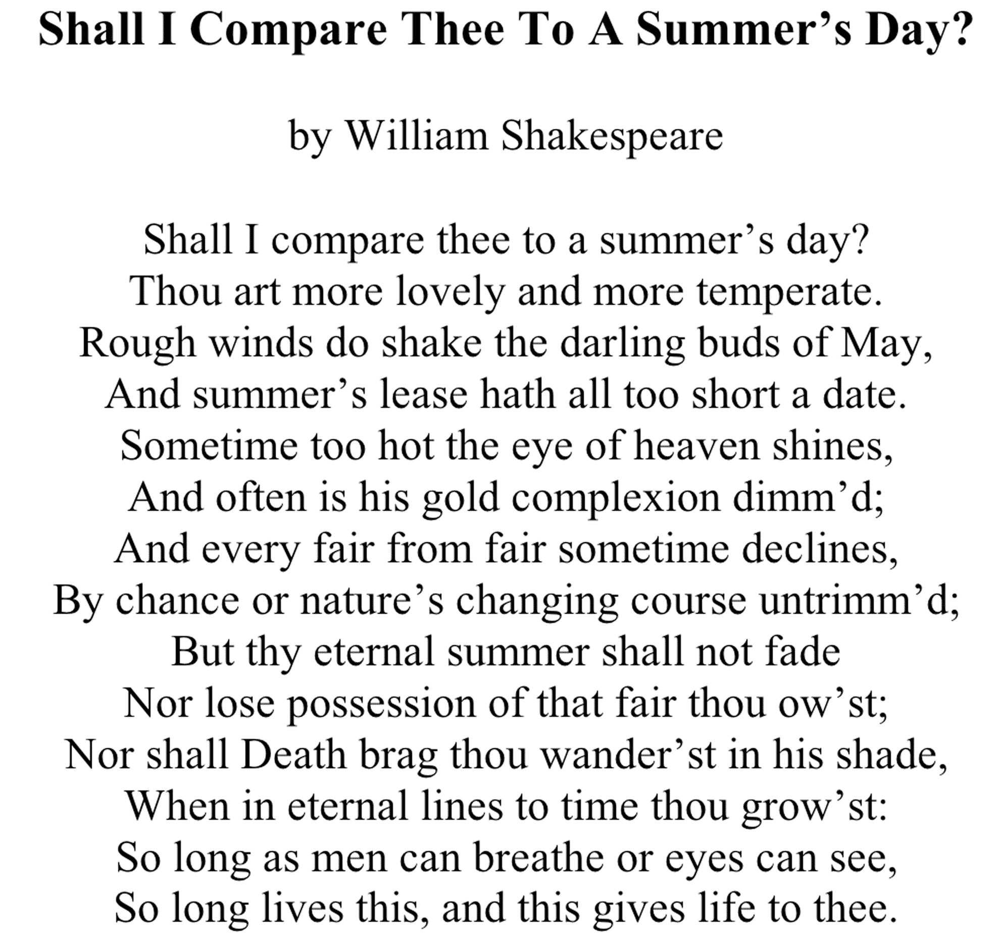 Shall I Compare Thee To A Summer’s Day?
by William Shakespeare
Shall I compare thee to a summer’s day?
Thou art more lovely and more temperate.
Rough winds do shake the darling buds of May,
And summer’s lease hath all too short a date.
Sometime too hot the eye of heaven shines,
And often is his gold complexion dimm’d;
And every fair from fair sometime declines,
By chance or nature’s changing course untrimm’d;
But thy eternal summer shall not fade
Nor lose possession of that fair thou ow’st;
Nor shall Death brag thou wander’st in his shade,
When in eternal lines to time thou grow’st:
So long as men can breathe or eyes can see,
So long lives this, and this gives life to thee.